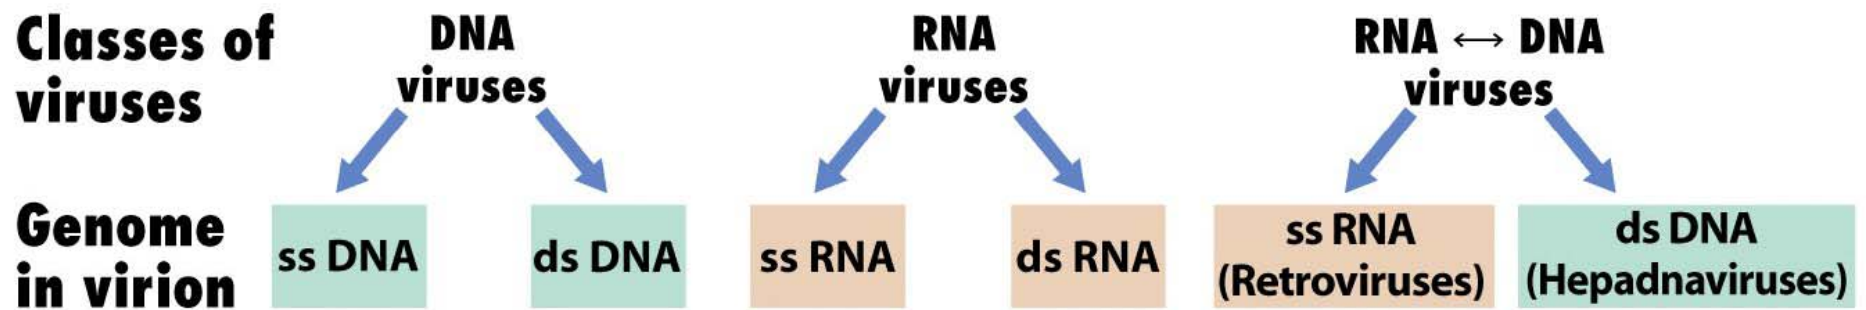 Classes of
viruses
DNA
viruses
RNA
viruses
RNA ↔ DNA
viruses
Genome
in virion
ss DNA
ds DNA
ss RNA
ds RNA
ss RNA
(Retroviruses)
ds DNA
(Hepadnaviruses)